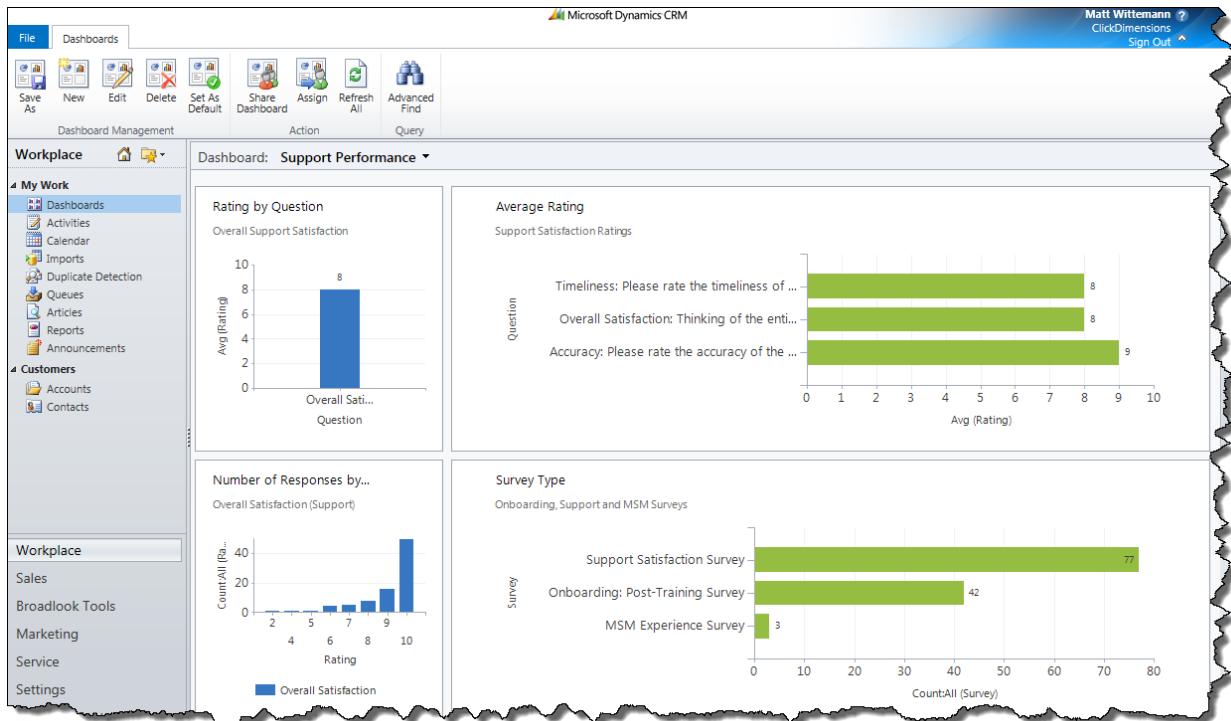 Microsoft Dynamics CRM
Matt Wittemann ?
ClickDimensions
Sign Out
File
Dashboards
Save As
New
Edit
Delete
Set As Default
Share Dashboard
Assign
Refresh All
Advanced Find
Dashboard Management
Action
Query
Workplace
My Work
Dashboards
Activities
Calendar
Imports
Duplicate Detection
Queues
Articles
Reports
Announcements
Customers
Accounts
Contacts
Workplace
Sales
Broadlook Tools
Marketing
Service
Settings
Dashboard: Support Performance
Rating by Question
Overall Support Satisfaction
Avg (Rating)
10
8
6
4
2
0
8
Overall Sati...
Question
Average Rating
Support Satisfaction Ratings
Question
Timeliness: Please rate the timeliness of ...
8
Overall Satisfaction: Thinking of the enti...
8
Accuracy: Please rate the accuracy of the ...
9
0 1 2 3 4 5 6 7 8 9 10
Avg (Rating)
Number of Responses by...
Overall Satisfaction (Support)
Count:All (Ra...
40
20
0
2 5 7 9
4 6 8 10
Rating
Overall Satisfaction
Survey Type
Onboarding, Support and MSM Surveys
Survey
Support Satisfaction Survey
77
Onboarding: Post-Training Survey
42
MSM Experience Survey
3
0 10 20 30 40 50 60 70 80
Count:All (Survey)